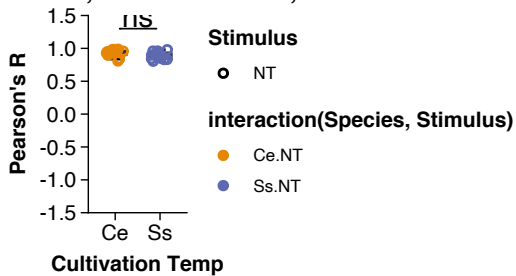 ns
1.5
1.0
0.5
0.0
-0.5
-1.0
-1.5
Pearson's R
Ce Ss
Cultivation Temp
Stimulus
NT
interaction(Species, Stimulus)
Ce.NT
Ss.NT